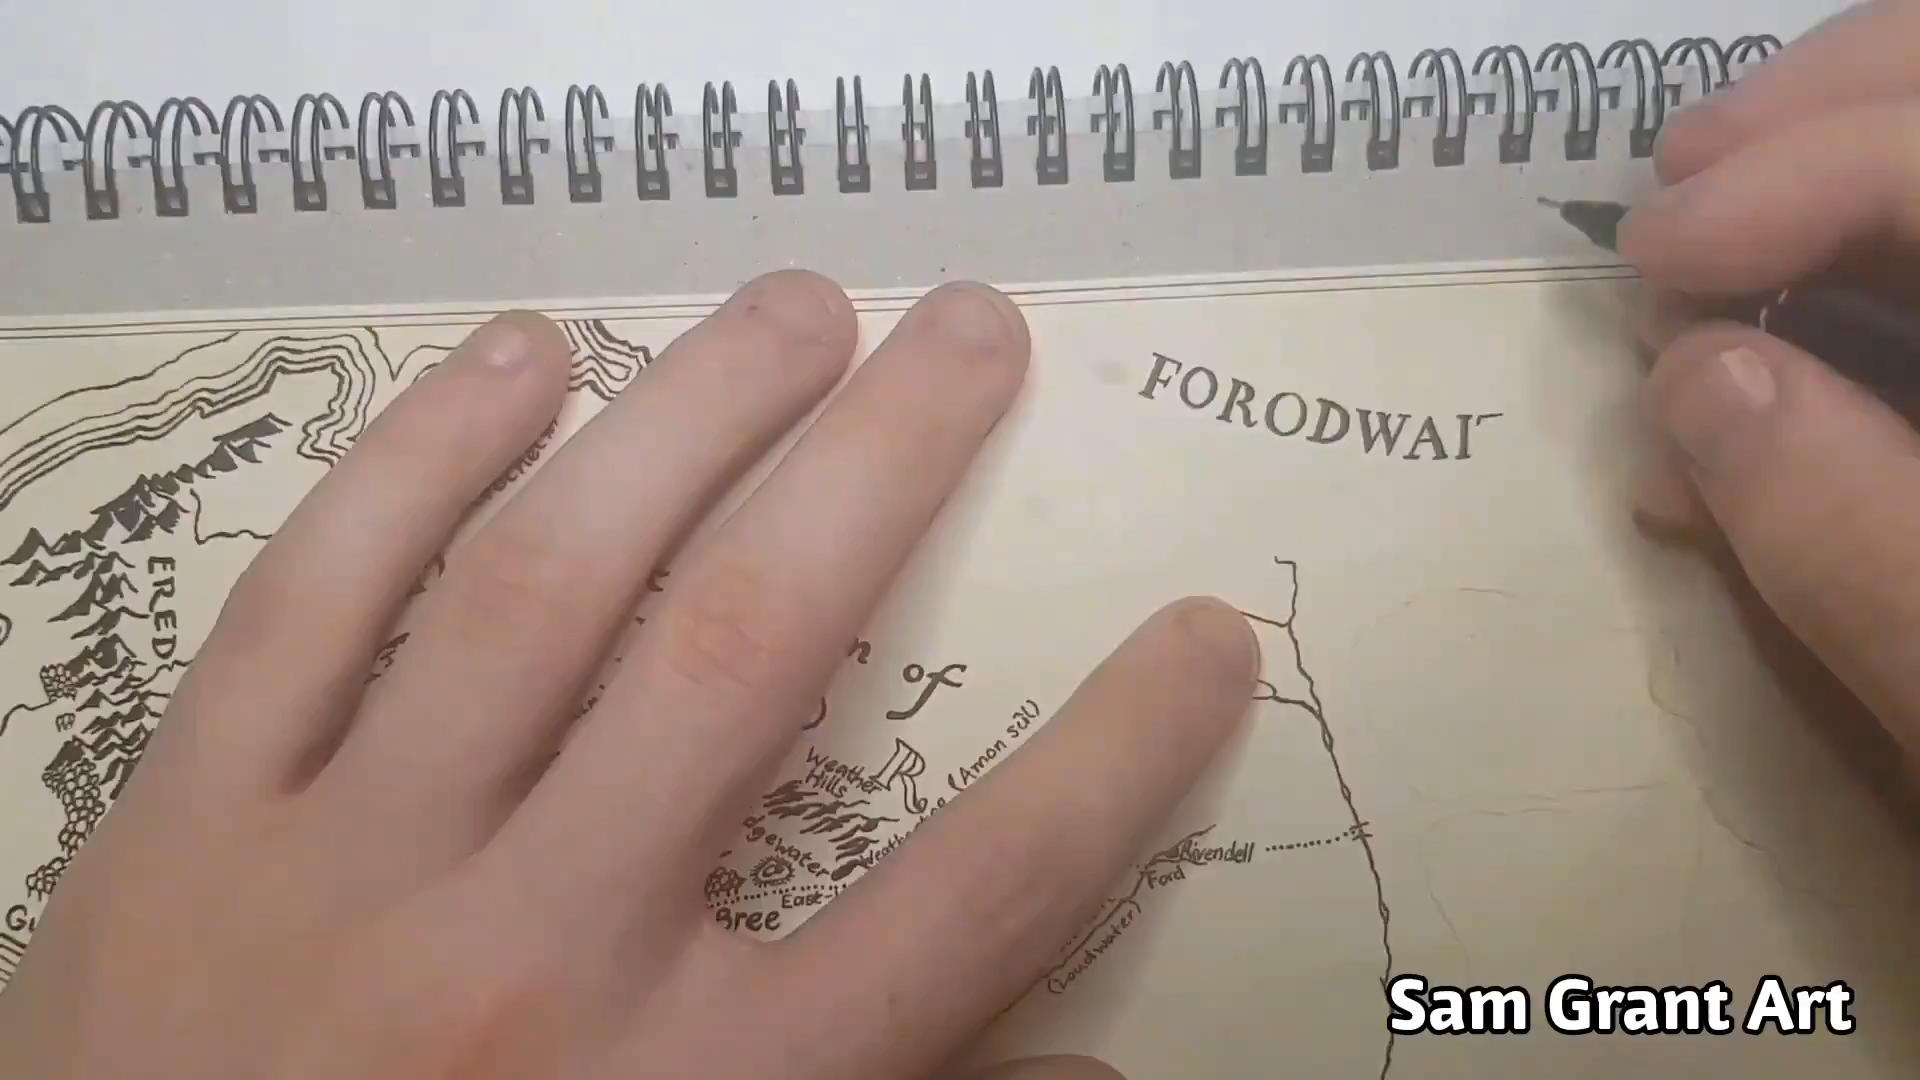 FORODWAI
ERED
of
R
Weather
Hills
(Amon sûl)
Rivendell
Ford
(Loudwater)
East-
Bree
Sam Grant Art